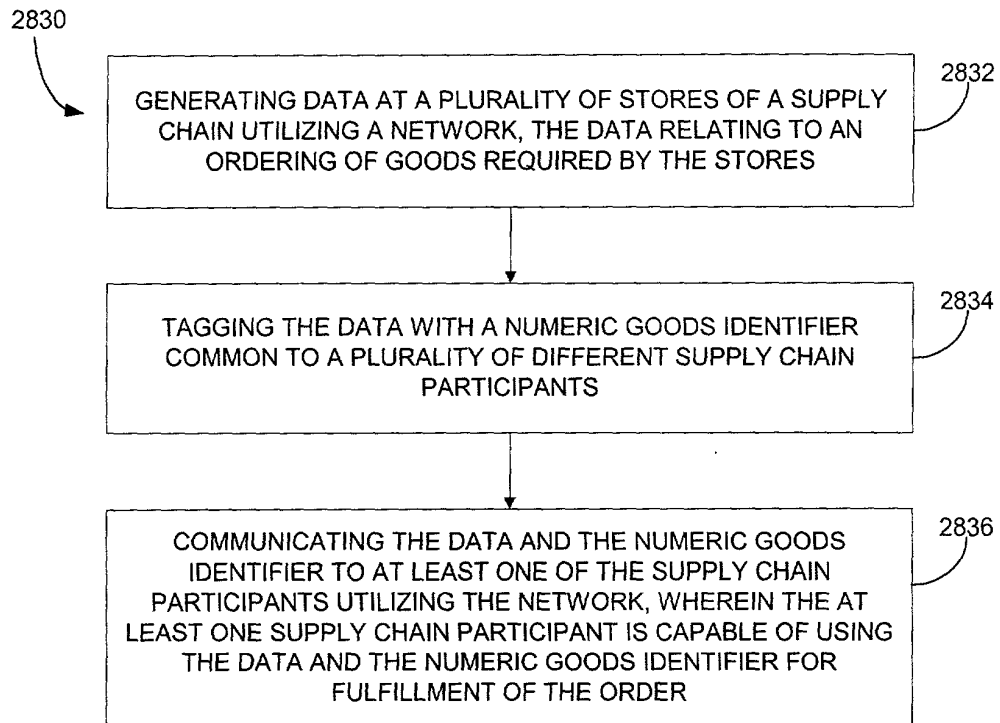 2830
2832
GENERATING DATA AT A PLURALITY OF STORES OF A SUPPLY
CHAIN UTILIZING A NETWORK, THE DATA RELATING TO AN
ORDERING OF GOODS REQUIRED BY THE STORES
2834
TAGGING THE DATA WITH A NUMERIC GOODS IDENTIFIER
COMMON TO A PLURALITY OF DIFFERENT SUPPLY CHAIN
PARTICIPANTS
2836
COMMUNICATING THE DATA AND THE NUMERIC GOODS
IDENTIFIER TO AT LEAST ONE OF THE SUPPLY CHAIN
PARTICIPANTS UTILIZING THE NETWORK, WHEREIN THE AT
LEAST ONE SUPPLY CHAIN PARTICIPANT IS CAPABLE OF USING
THE DATA AND THE NUMERIC GOODS IDENTIFIER FOR
FULFILLMENT OF THE ORDER